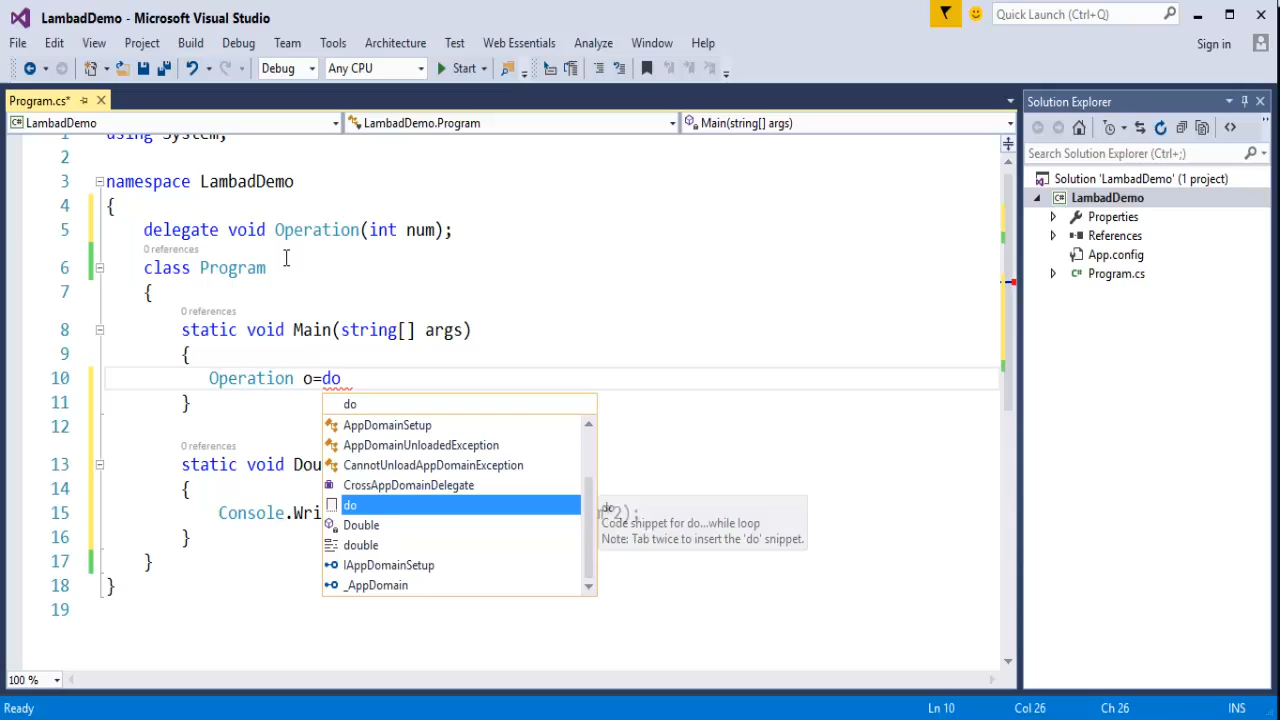 LambadDemo - Microsoft Visual Studio
Quick Launch (Ctrl+Q)
File Edit View Project Build Debug Team Tools Architecture Test Web Essentials Analyze Window Help
Sign in
Debug Any CPU Start
Program.cs*
LambadDemo LambadDemo.Program Main(string[] args)
1 using System;
2
3 namespace LambadDemo
4 {
5 delegate void Operation(int num);
0 references
6 class Program
7 {
0 references
8 static void Main(string[] args)
9 {
10 Operation o=do
11 }
12
0 references
13 static void Dou
14 {
15 Console.Wri 2);
16 }
17 }
18 }
19
do
AppDomainSetup
AppDomainUnloadedException
CannotUnloadAppDomainException
CrossAppDomainDelegate
do
Double
double
IAppDomainSetup
_AppDomain
do
Code snippet for do...while loop
Note: Tab twice to insert the 'do' snippet.
Solution Explorer
Search Solution Explorer (Ctrl+;)
Solution 'LambadDemo' (1 project)
LambadDemo
Properties
References
App.config
Program.cs
100 %
Ready Ln 10 Col 26 Ch 26 INS